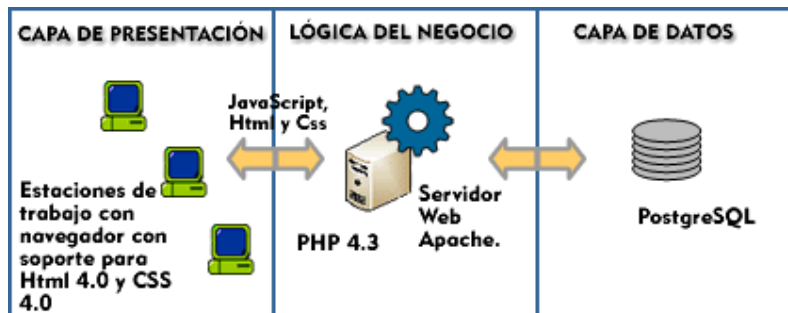 CAPA DE PRESENTACIÓN
LÓGICA DEL NEGOCIO
CAPA DE DATOS
JavaScript,
Html y Css
Estaciones de
trabajo con
navegador con
soporte para
Html 4.0 y CSS
4.0
PHP 4.3
Servidor
Web
Apache.
PostgreSQL